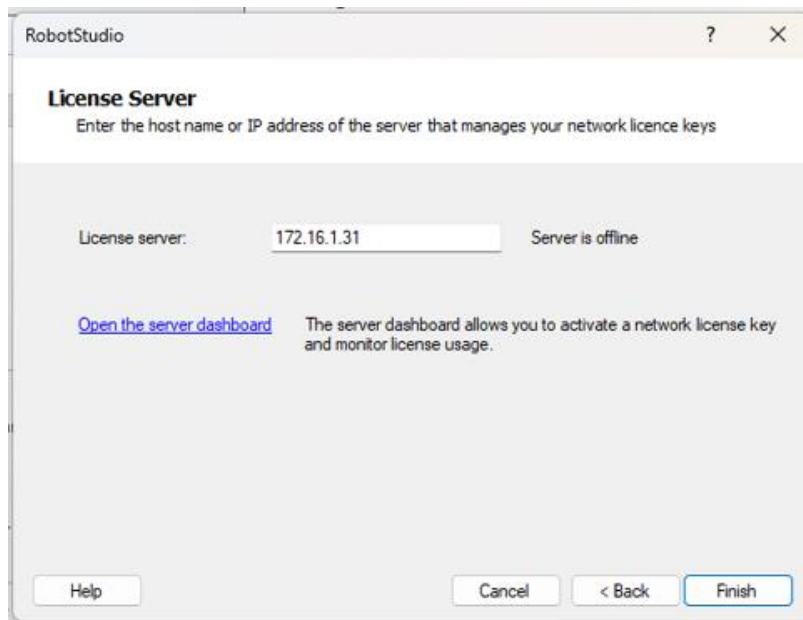 RobotStudio
?
License Server
Enter the host name or IP address of the server that manages your network licence keys
License server:
172.16.1.31
Server is offline
Open the server dashboard
The server dashboard allows you to activate a network license key
and monitor license usage.
Help
Cancel
< Back
Finish